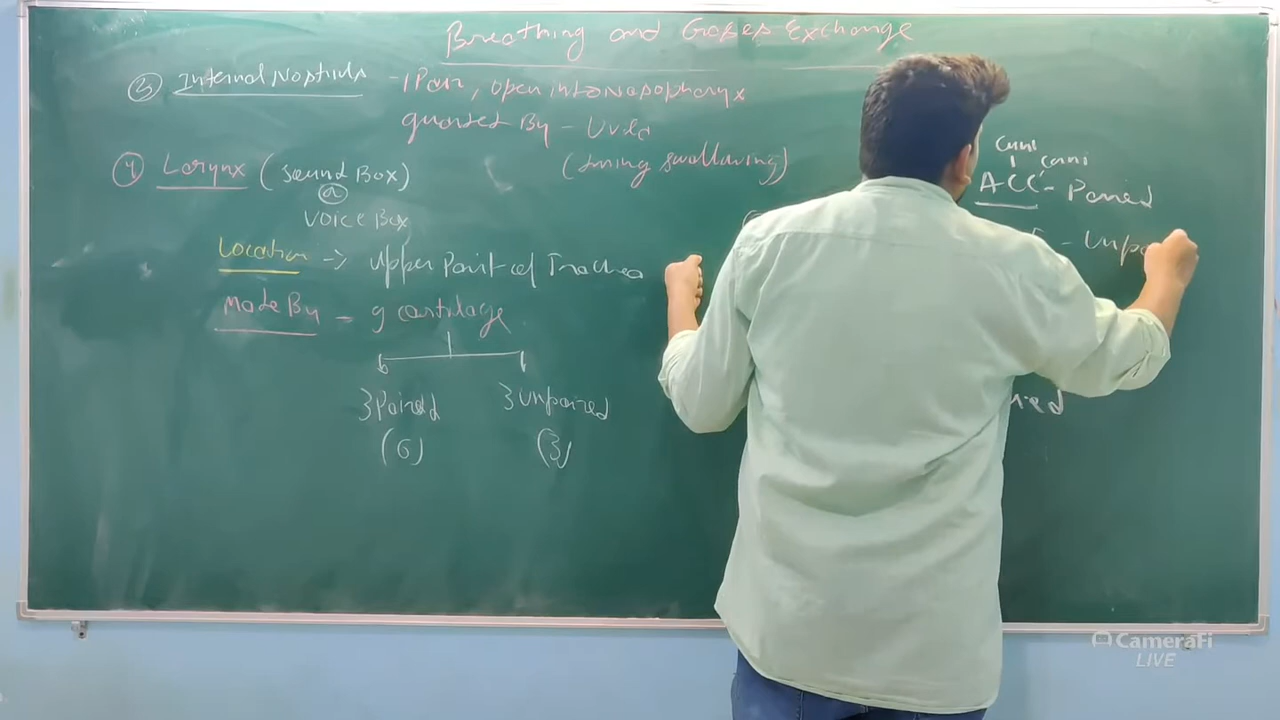 Breathing and Gases Exchange
③ Internal Nostrils - 1 Pair, open into Nasopharynx
guarded By - Uvula
(during swallowing)
④ Larynx (Sound Box)
or
Voice Box
Location -> Upper Part of Trachea
Made By - 9 cartilage
3 Paired
3 Unpaired
(6)
(3)
ACC - Paired
- Unpa
CameraFi
LIVE